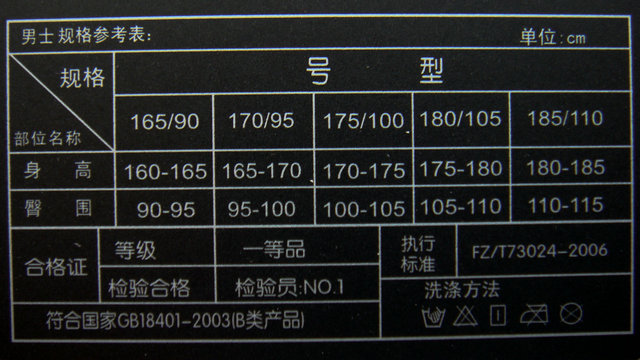 男士规格参考表:
单位:cm
规格 号 型
部位名称 165/90 170/95 175/100 180/105 185/110
身 高 160-165 165-170 170-175 175-180 180-185
臀 围 90-95 95-100 100-105 105-110 110-115
合格证 等级 一等品
检验合格 检验员:NO.1
执行
标准
FZ/T73024-2006
洗涤方法
符合国家GB18401-2003(B类产品)